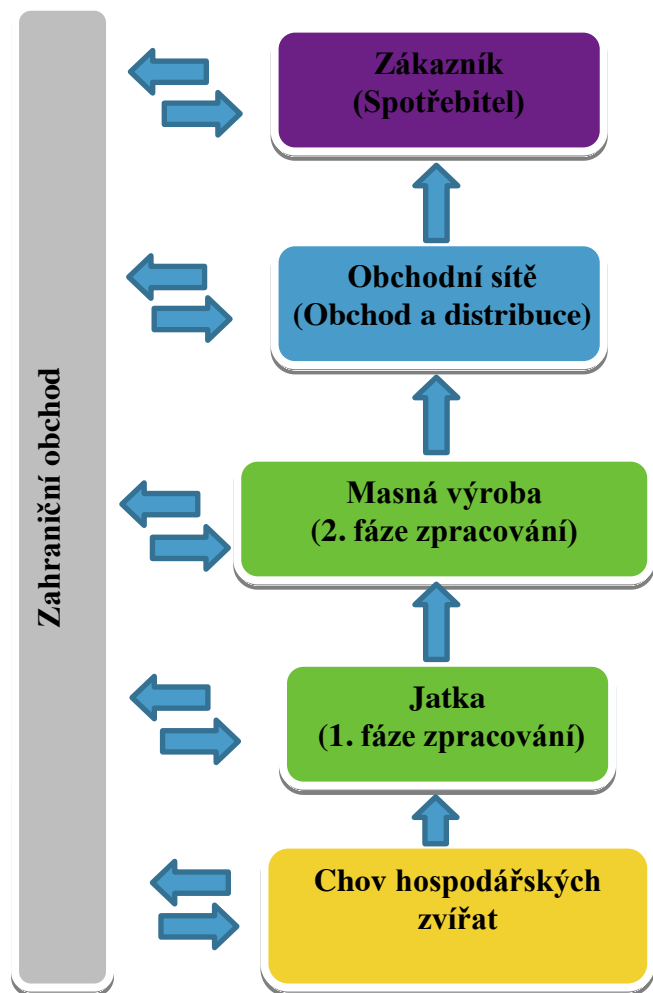 Zahraniční obchod
Zákazník
(Spotřebitel)
Obchodní sítě
(Obchod a distribuce)
Masná výroba
(2. fáze zpracování)
Jatka
(1. fáze zpracování)
Chov hospodářských
zvířat